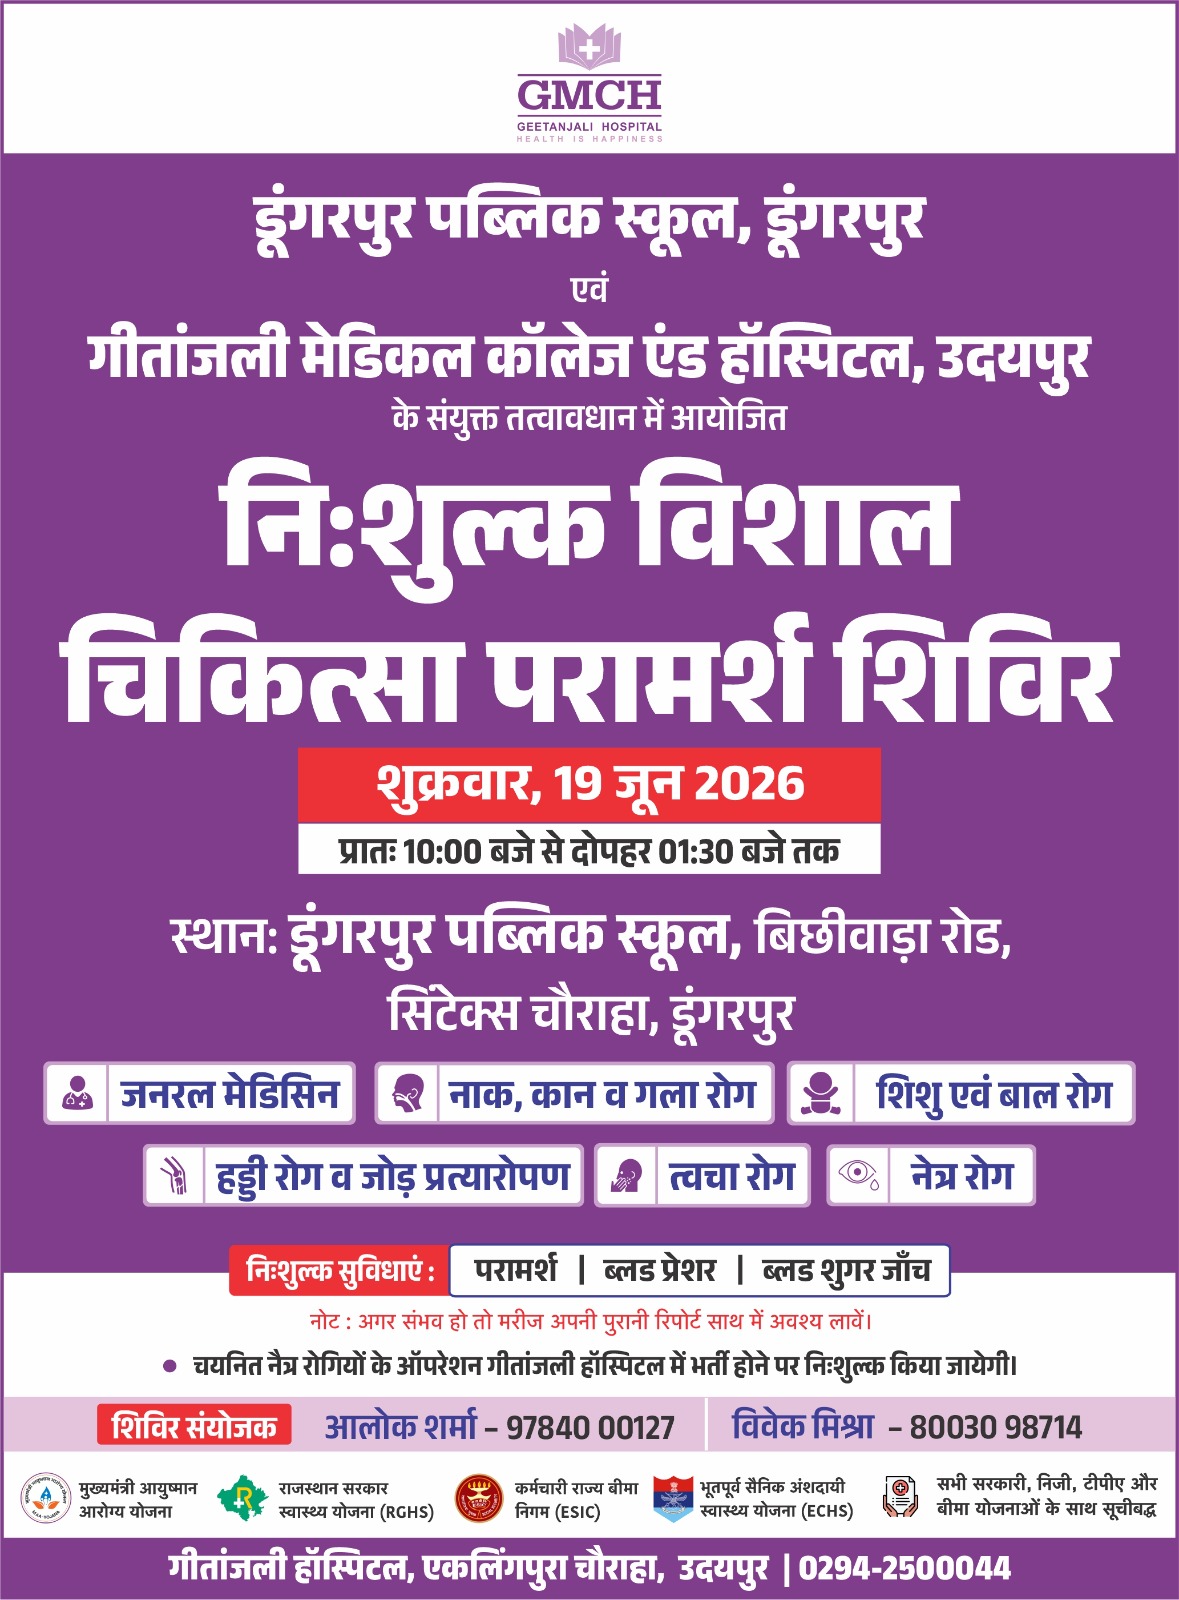 GMCH
GEETANJALI HOSPITAL
HEALTH IS HAPPINESS
डूंगरपुर पब्लिक स्कूल, डूंगरपुर
एवं
गीतांजली मेडिकल कॉलेज एंड हॉस्पिटल, उदयपुर
के संयुक्त तत्वावधान में आयोजित
नि:शुल्क विशाल
चिकित्सा परामर्श शिविर
शुक्रवार, 19 जून 2026
प्रातः 10:00 बजे से दोपहर 01:30 बजे तक
स्थान: डूंगरपुर पब्लिक स्कूल, बिछीवाड़ा रोड,
सिंटेक्स चौराहा, डूंगरपुर
जनरल मेडिसिन
नाक, कान व गला रोग
शिशु एवं बाल रोग
हड्डी रोग व जोड़ प्रत्यारोपण
त्वचा रोग
नेत्र रोग
निःशुल्क सुविधाएं : परामर्श | ब्लड प्रेशर | ब्लड शुगर जाँच
नोट : अगर संभव हो तो मरीज अपनी पुरानी रिपोर्ट साथ में अवश्य लावें।
• चयनित नैत्र रोगियों के ऑपरेशन गीतांजली हॉस्पिटल में भर्ती होने पर निःशुल्क किया जायेगी।
शिविर संयोजक आलोक शर्मा – 97840 00127 विवेक मिश्रा – 80030 98714
मुख्यमंत्री आयुष्मान
आरोग्य योजना
राजस्थान सरकार
स्वास्थ्य योजना (RGHS)
कर्मचारी राज्य बीमा
निगम (ESIC)
भूतपूर्व सैनिक अंशदायी
स्वास्थ्य योजना (ECHS)
सभी सरकारी, निजी, टीपीए और
बीमा योजनाओं के साथ सूचीबद्ध
गीतांजली हॉस्पिटल, एकलिंगपुरा चौराहा, उदयपुर | 0294-2500044